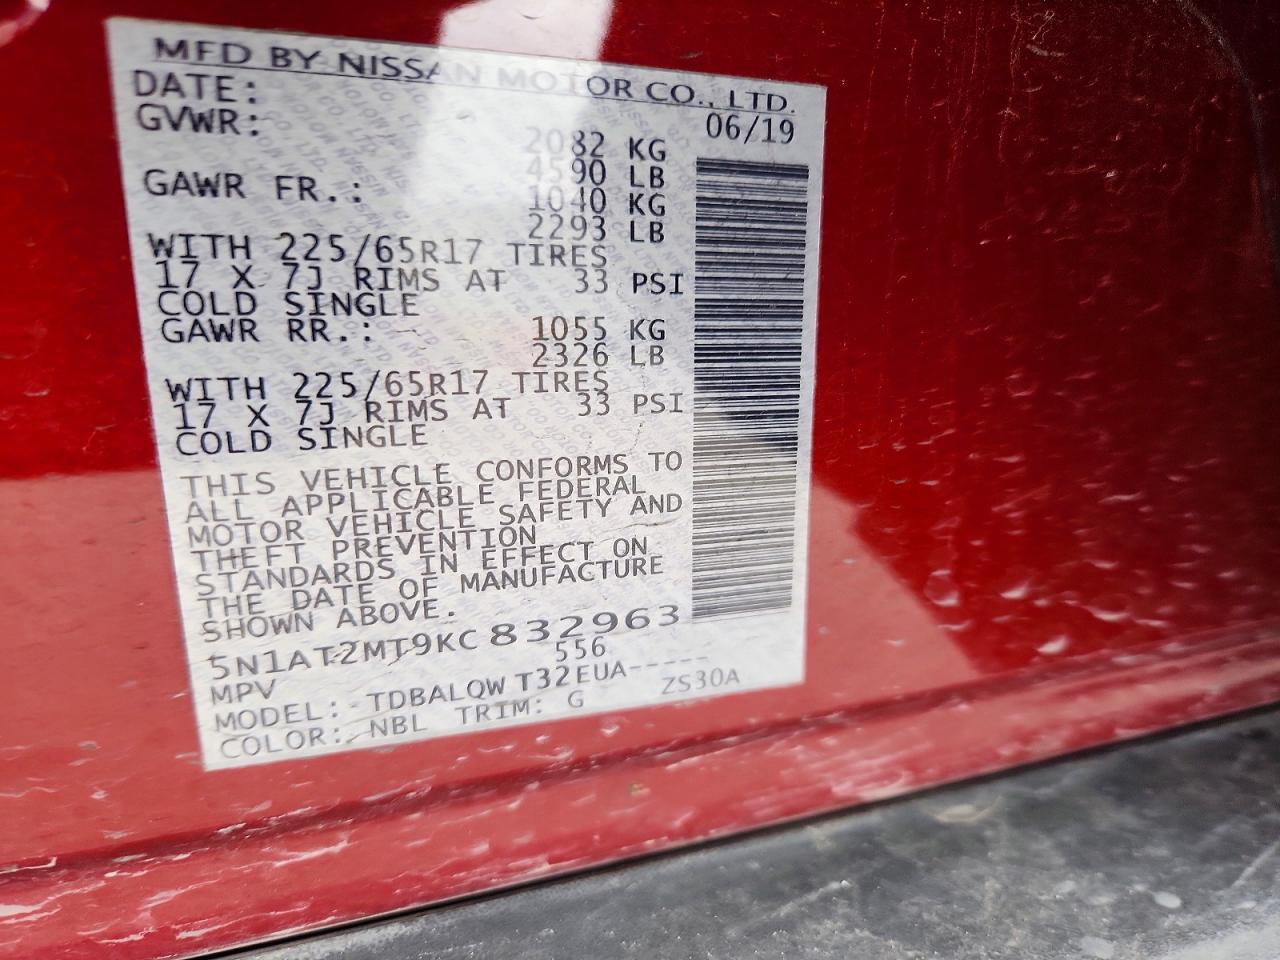 MFD BY NISSAN MOTOR CO., LTD.
DATE: 06/19
GVWR: 2082 KG
4590 LB
GAWR FR.: 1040 KG
2293 LB
WITH 225/65R17 TIRES
17 X 7J RIMS AT 33 PSI
COLD SINGLE
GAWR RR.: 1055 KG
2326 LB
WITH 225/65R17 TIRES
17 X 7J RIMS AT 33 PSI
COLD SINGLE
THIS VEHICLE CONFORMS TO
ALL APPLICABLE FEDERAL
MOTOR VEHICLE SAFETY AND
THEFT PREVENTION
STANDARDS IN EFFECT ON
THE DATE OF MANUFACTURE
SHOWN ABOVE.
5N1AT2MT9KC832963
MPV 556
MODEL: TDBALQWT32EUA-----
COLOR: NBL TRIM: G ZS30A